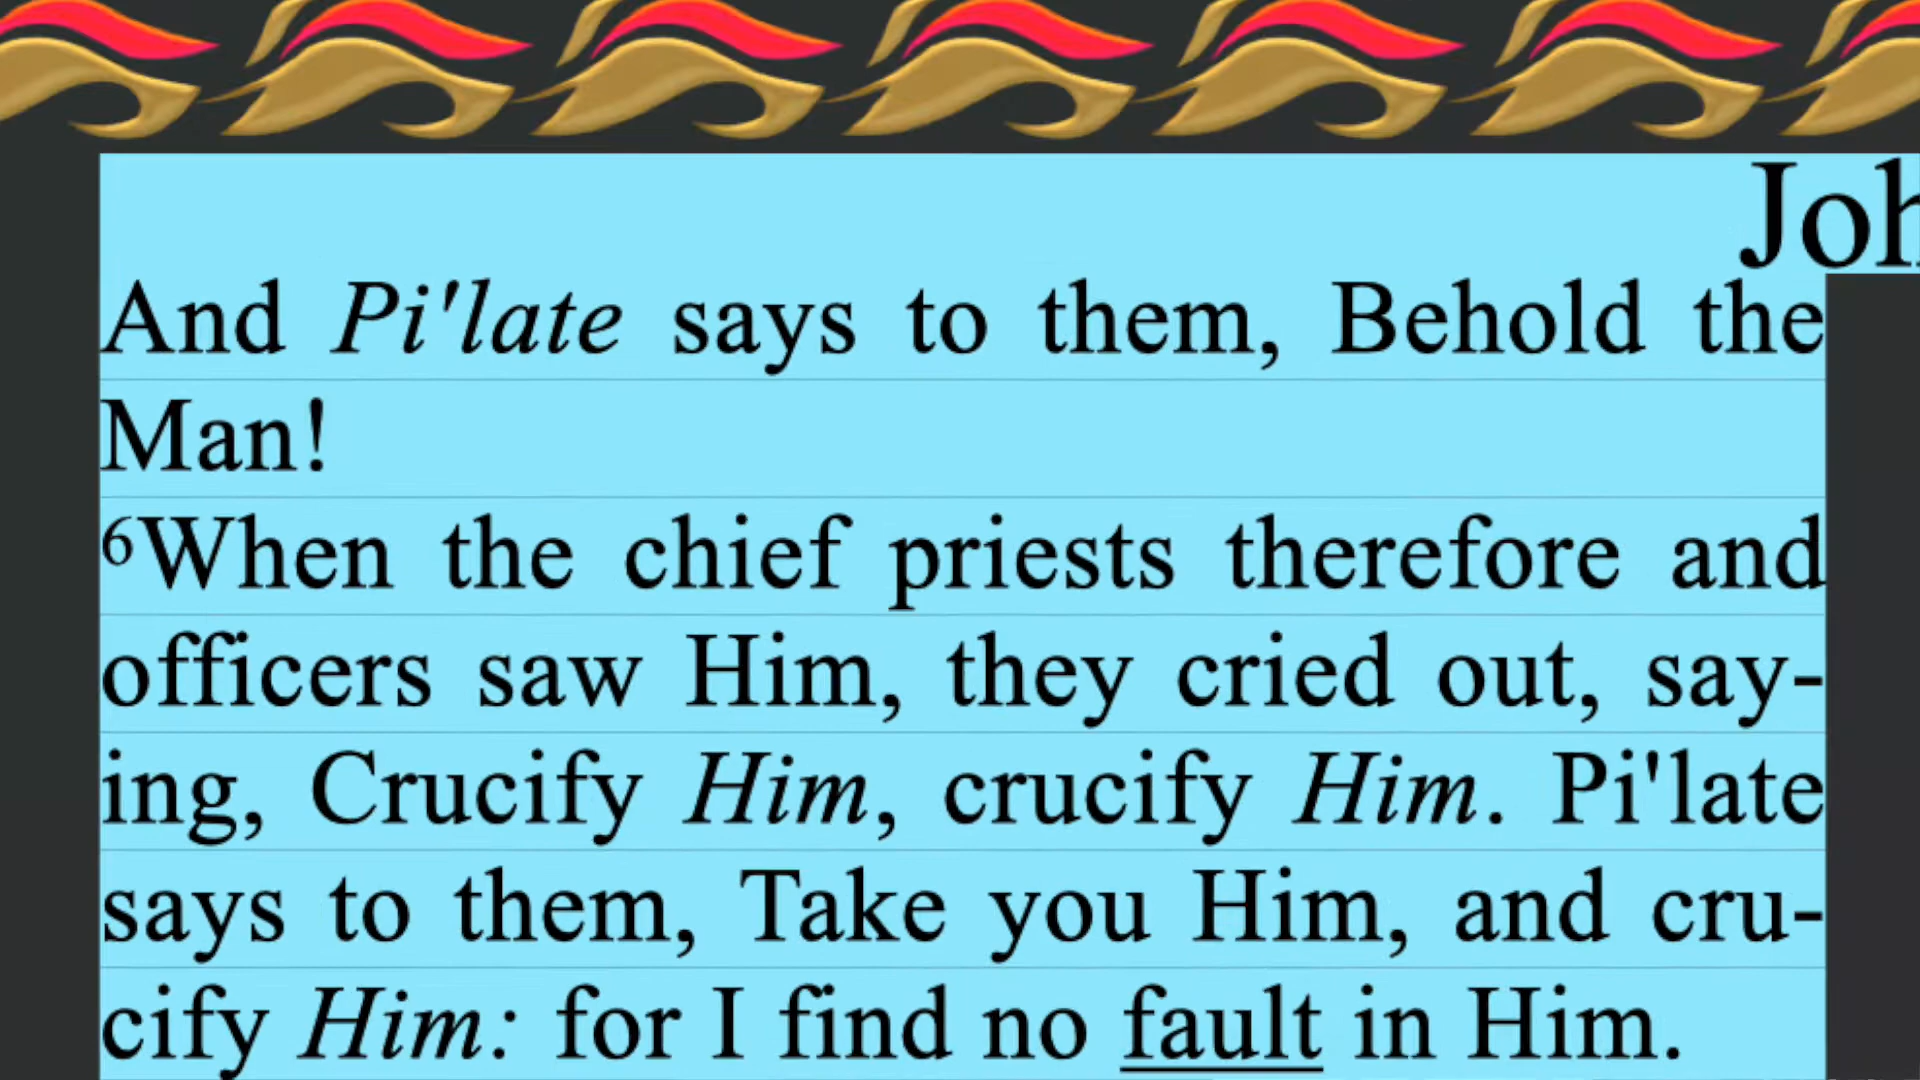 Joh
And Pi'late says to them, Behold the
Man!
6When the chief priests therefore and
officers saw Him, they cried out, say-
ing, Crucify Him, crucify Him. Pi'late
says to them, Take you Him, and cru-
cify Him: for I find no fault in Him.